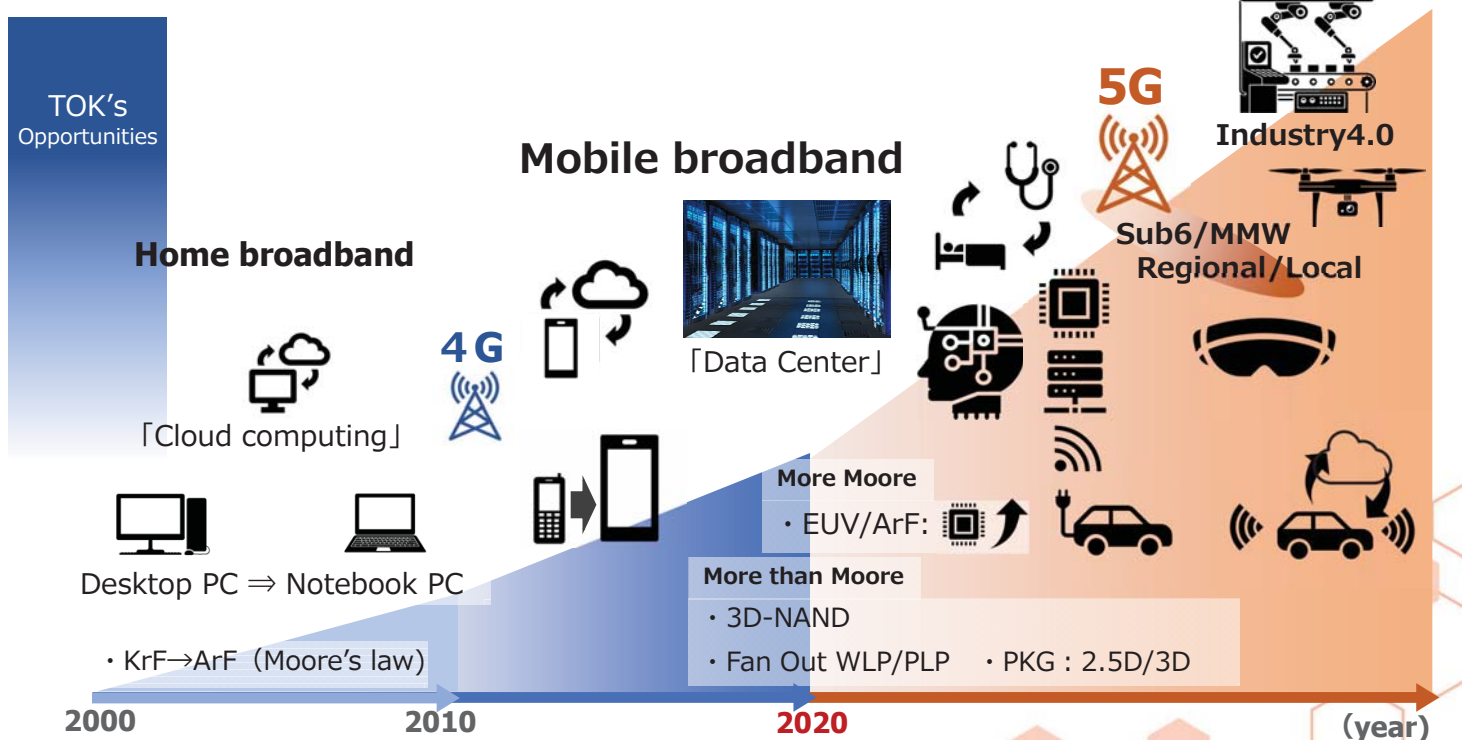 TOK's
Opportunities
Home broadband
「Cloud computing」
Desktop PC ⇒ Notebook PC
・KrF→ArF（Moore's law)
4G
Mobile broadband
「Data Center」
5G
Sub6/MMW
Regional/Local
Industry4.0
More Moore
・EUV/ArF:
More than Moore
・3D-NAND
・Fan Out WLP/PLP ・PKG：2.5D/3D
2000 2010 2020 (year)